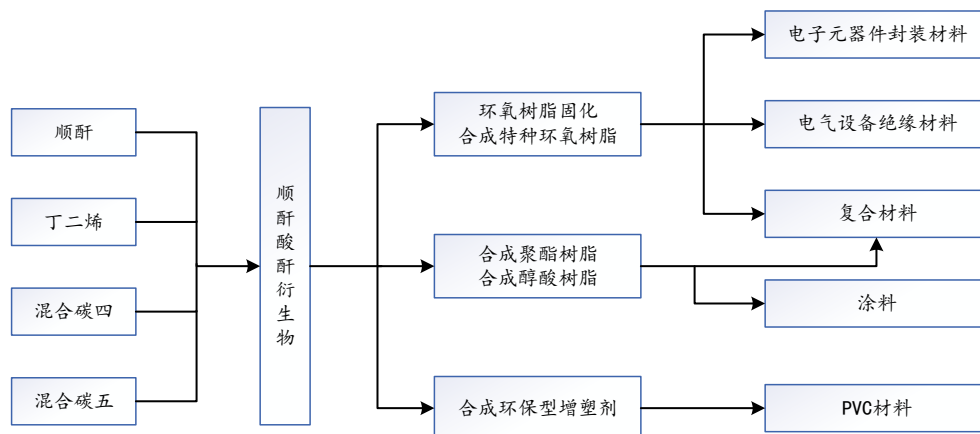 顺酐
丁二烯
混合碳四
混合碳五
顺酐酸酐衍生物
环氧树脂固化
合成特种环氧树脂
合成聚酯树脂
合成醇酸树脂
合成环保型增塑剂
电子元器件封装材料
电气设备绝缘材料
复合材料
涂料
PVC材料